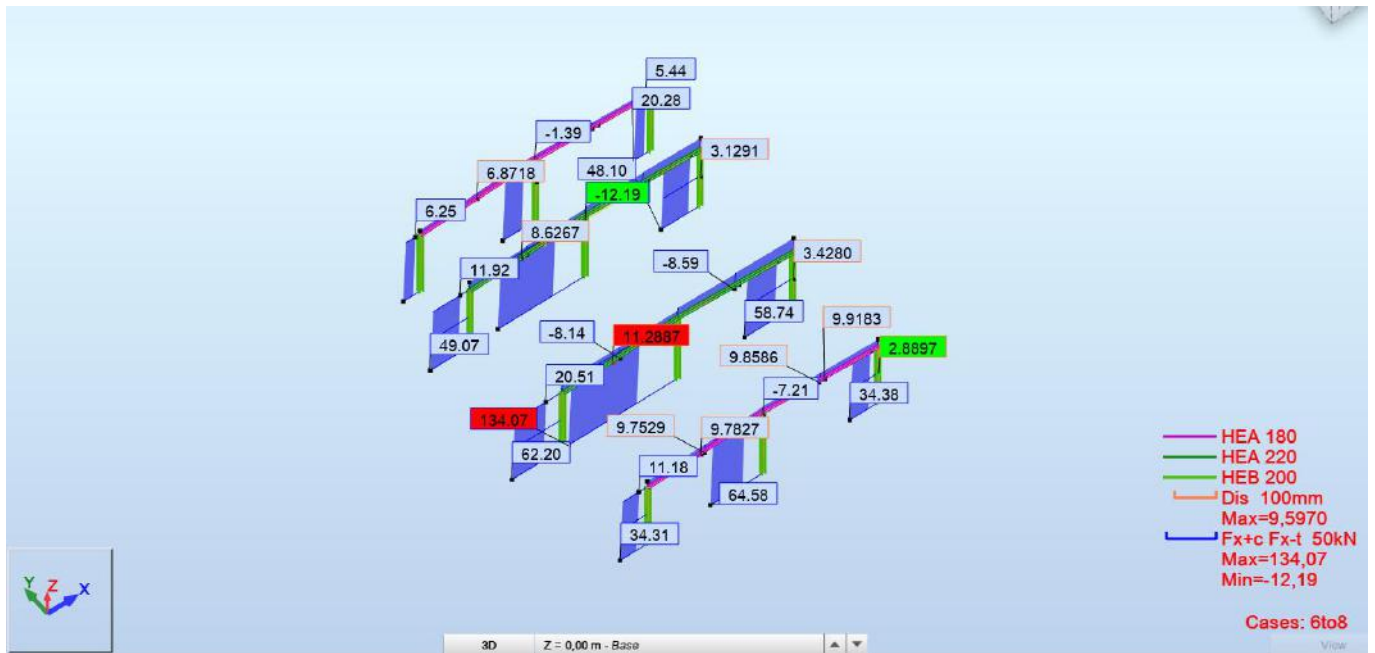 5.44
20.28
-1.39
48.10
3.1291
6.8718
-12.19
6.25
8.6267
3.4280
-8.59
11.92
58.74
9.9183
49.07
-8.14
11.2887
9.8586
2.8897
20.51
-7.21
34.38
134.07
9.7529
9.7827
62.20
11.18
64.58
34.31
HEA 180
HEA 220
HEB 200
Dis 100mm
Max=9,5970
Fx+c Fx-t 50kN
Max=134,07
Min=-12,19
Cases: 6to8
Y Z X
3D Z = 0,00 m - Base
View